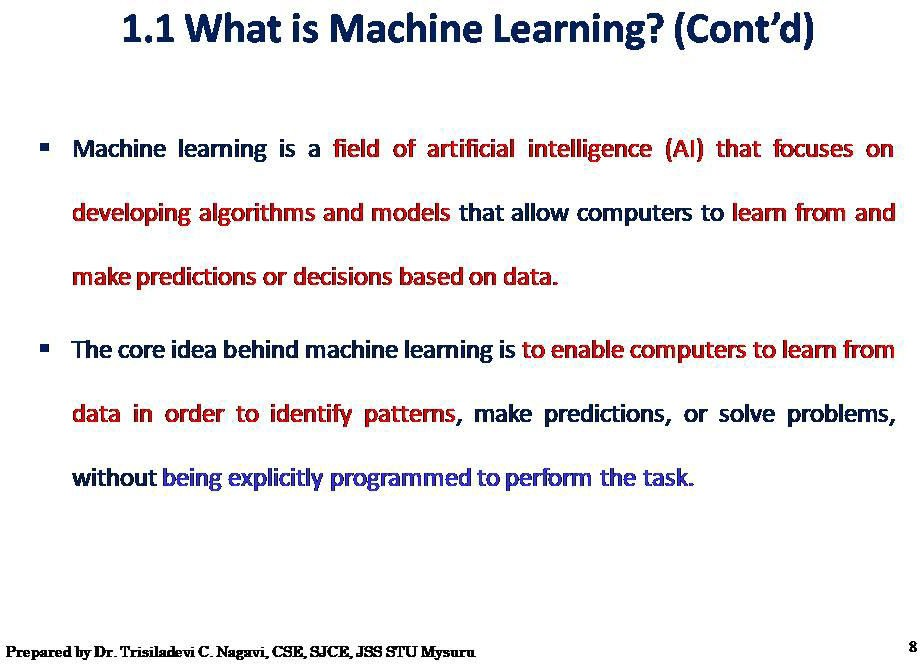 1.1 What is Machine Learning? (Cont’d)
▪ Machine learning is a field of artificial intelligence (AI) that focuses on
developing algorithms and models that allow computers to learn from and
make predictions or decisions based on data.
▪ The core idea behind machine learning is to enable computers to learn from
data in order to identify patterns, make predictions, or solve problems,
without being explicitly programmed to perform the task.
Prepared by Dr. Trisiladevi C. Nagavi, CSE, SJCE, JSS STU Mysuru
8